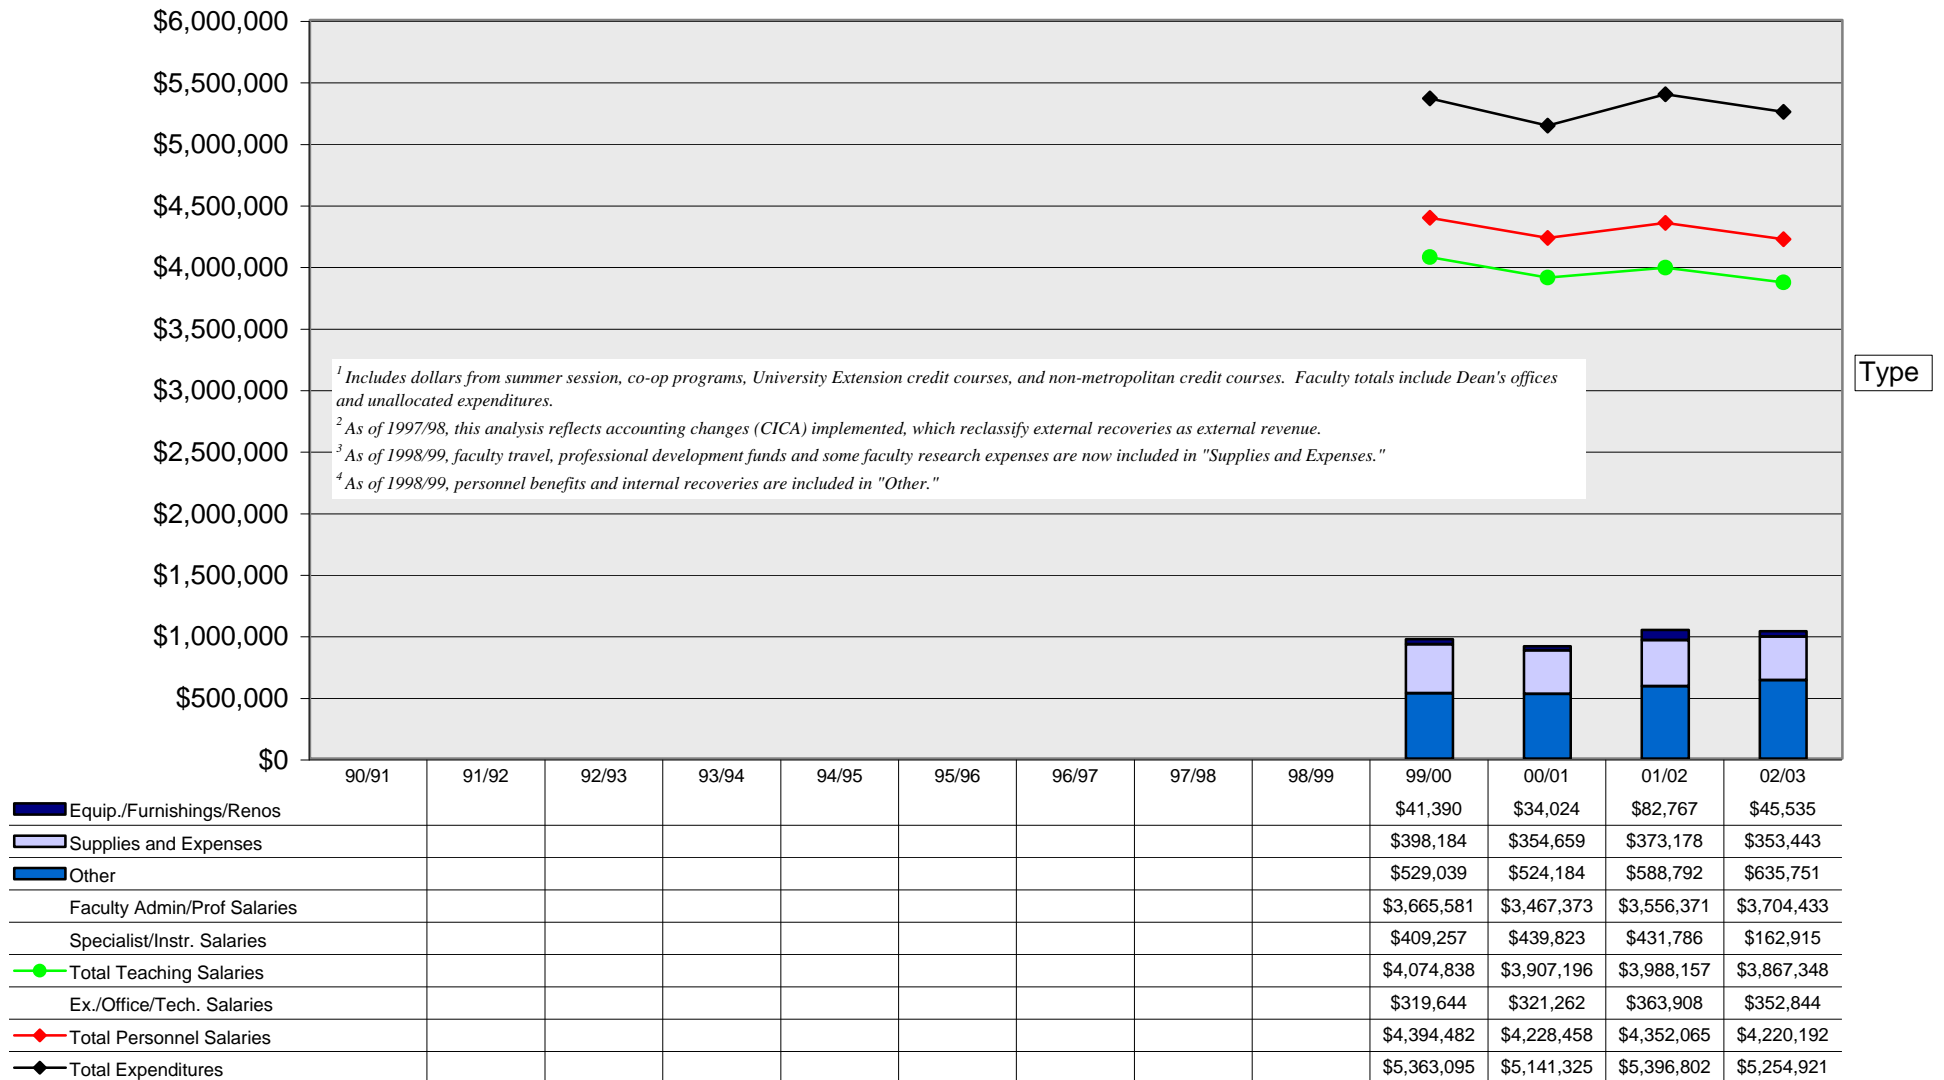 $6,000,000
$5,500,000
$5,000,000
$4,500,000
$4,000,000
$3,500,000
$3,000,000
$2,500,000
$2,000,000
$1,500,000
$1,000,000
$500,000
$0
1 Includes dollars from summer session, co-op programs, University Extension credit courses, and non-metropolitan credit courses. Faculty totals include Dean's offices
and unallocated expenditures.
2 As of 1997/98, this analysis reflects accounting changes (CICA) implemented, which reclassify external recoveries as external revenue.
3 As of 1998/99, faculty travel, professional development funds and some faculty research expenses are now included in "Supplies and Expenses."
4 As of 1998/99, personnel benefits and internal recoveries are included in "Other."
Type
90/91 91/92 92/93 93/94 94/95 95/96 96/97 97/98 98/99 99/00 00/01 01/02 02/03
Equip./Furnishings/Renos $41,390 $34,024 $82,767 $45,535
Supplies and Expenses $398,184 $354,659 $373,178 $353,443
Other $529,039 $524,184 $588,792 $635,751
Faculty Admin/Prof Salaries $3,665,581 $3,467,373 $3,556,371 $3,704,433
Specialist/Instr. Salaries $409,257 $439,823 $431,786 $162,915
Total Teaching Salaries $4,074,838 $3,907,196 $3,988,157 $3,867,348
Ex./Office/Tech. Salaries $319,644 $321,262 $363,908 $352,844
Total Personnel Salaries $4,394,482 $4,228,458 $4,352,065 $4,220,192
Total Expenditures $5,363,095 $5,141,325 $5,396,802 $5,254,921